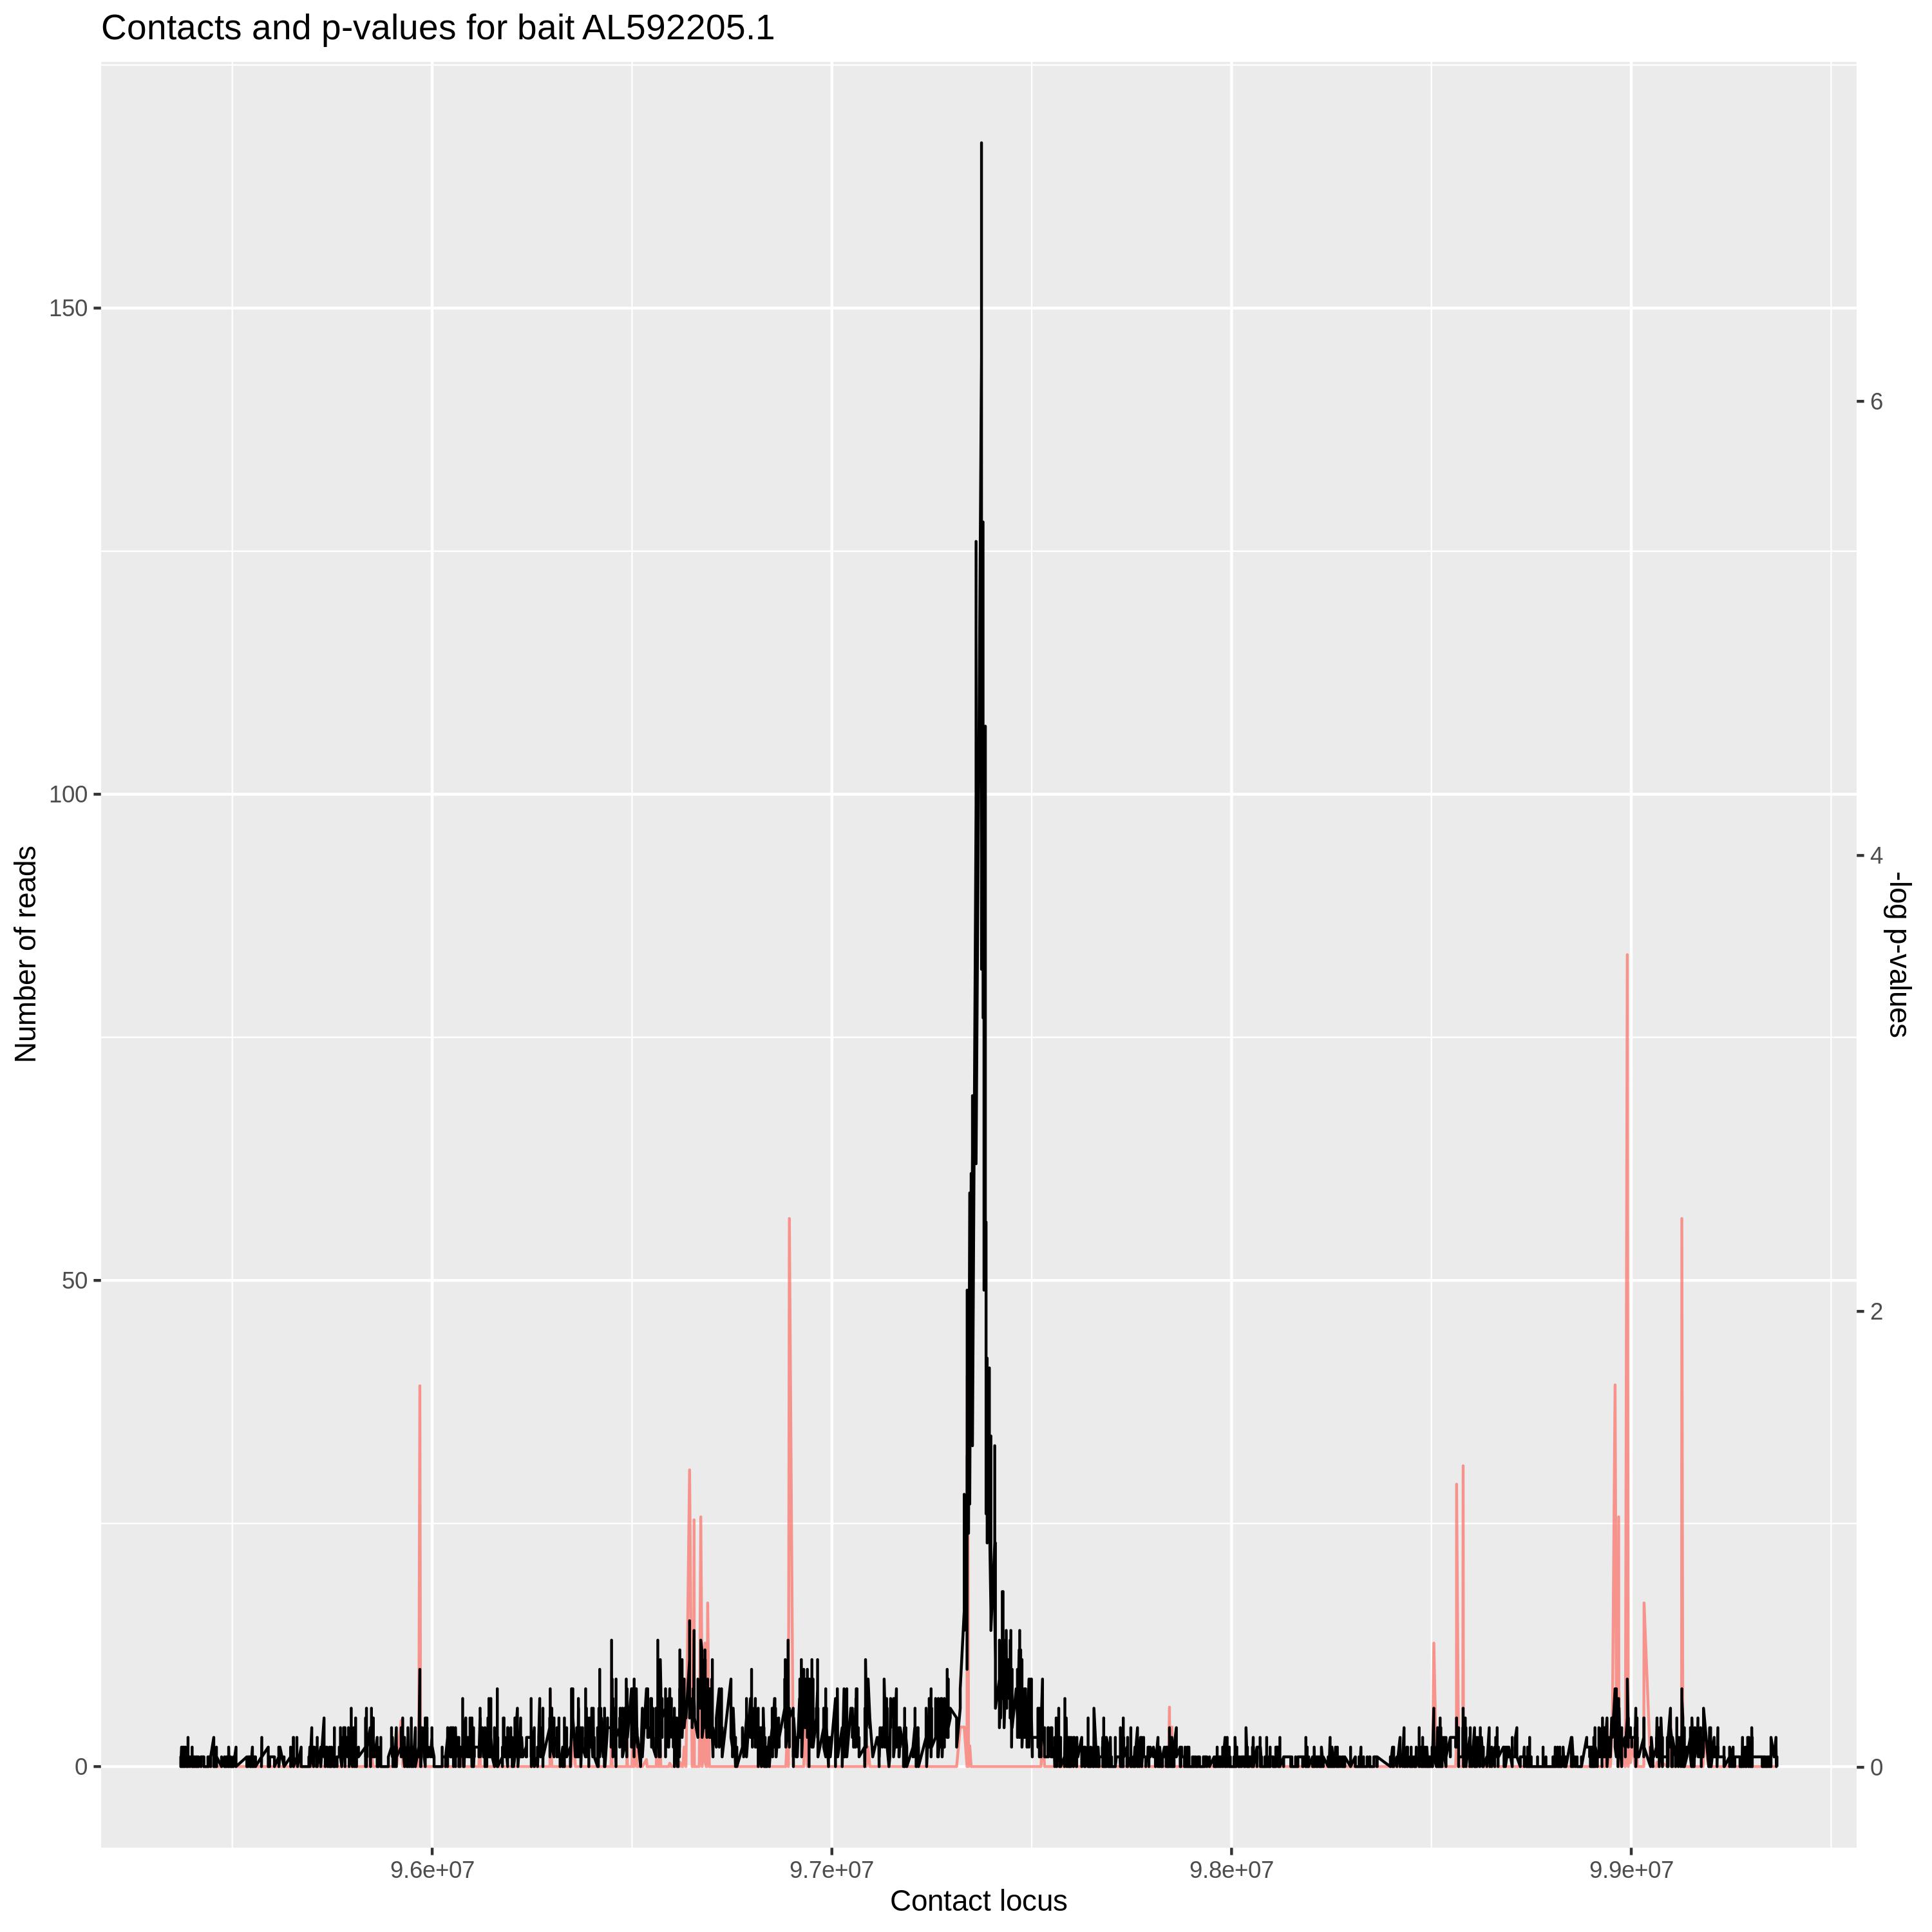 Contacts and p-values for bait AL592205.1
150
100
50
0
6
4
2
0
Number of reads
-log p-values
9.6e+07
9.7e+07
9.8e+07
9.9e+07
Contact locus